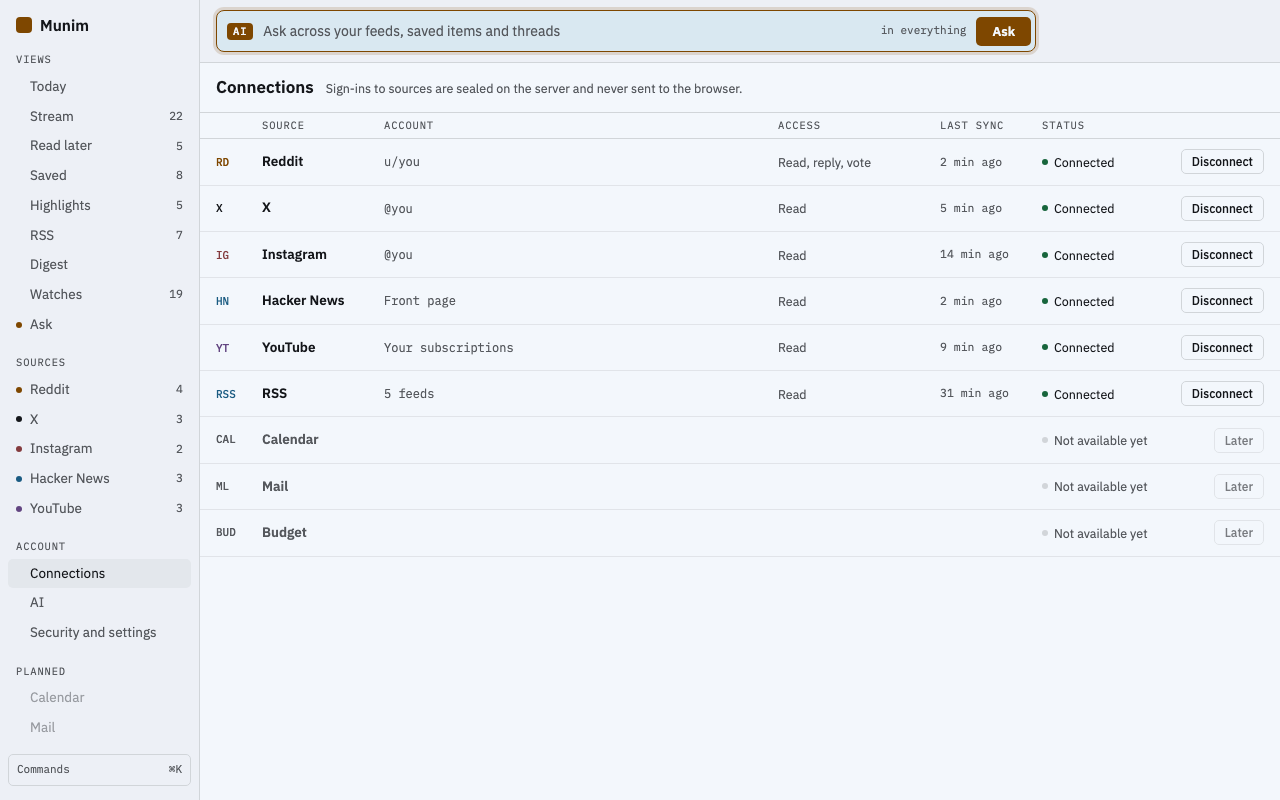 Munim
VIEWS
Today
Stream 22
Read later 5
Saved 8
Highlights 5
RSS 7
Digest
Watches 19
Ask
SOURCES
Reddit 4
X 3
Instagram 2
Hacker News 3
YouTube 3
ACCOUNT
Connections
AI
Security and settings
PLANNED
Calendar
Mail
Commands ⌘K
AI Ask across your feeds, saved items and threads in everything Ask
Connections Sign-ins to sources are sealed on the server and never sent to the browser.
SOURCE ACCOUNT ACCESS LAST SYNC STATUS
RD Reddit u/you Read, reply, vote 2 min ago Connected Disconnect
X X @you Read 5 min ago Connected Disconnect
IG Instagram @you Read 14 min ago Connected Disconnect
HN Hacker News Front page Read 2 min ago Connected Disconnect
YT YouTube Your subscriptions Read 9 min ago Connected Disconnect
RSS RSS 5 feeds Read 31 min ago Connected Disconnect
CAL Calendar Not available yet Later
ML Mail Not available yet Later
BUD Budget Not available yet Later